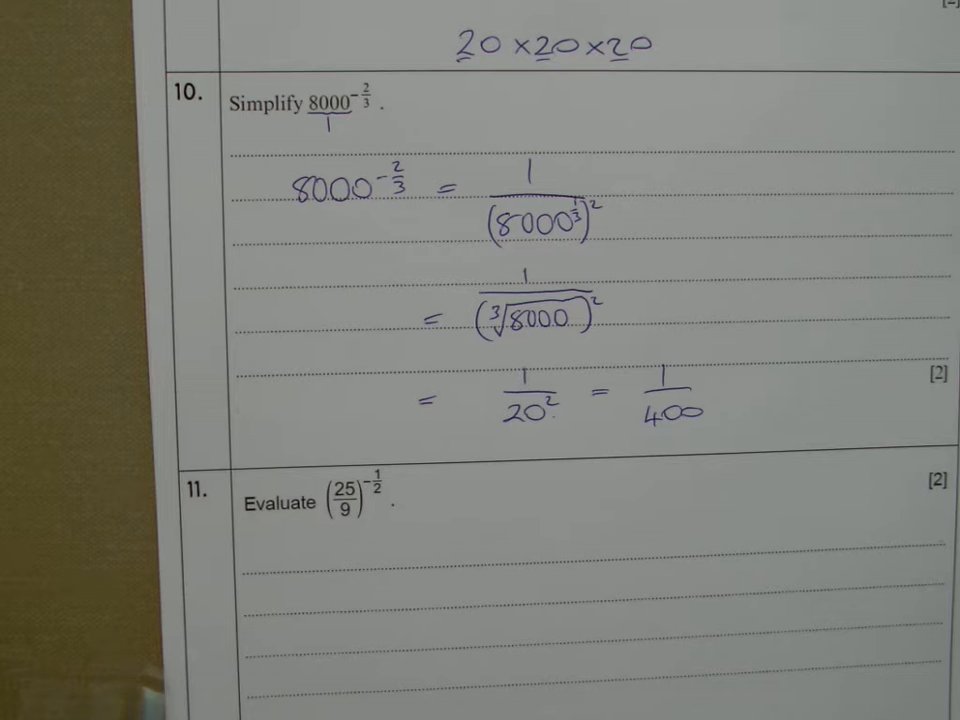 20 × 20 × 20
10.
Simplify 8000^{-2/3} .
1
8000^{-2/3} = 1/(8000^{1/3})^2
= 1/(∛8000)^2
[2]
= 1/20^2 = 1/400
11.
[2]
Evaluate (25/9)^{-1/2} .